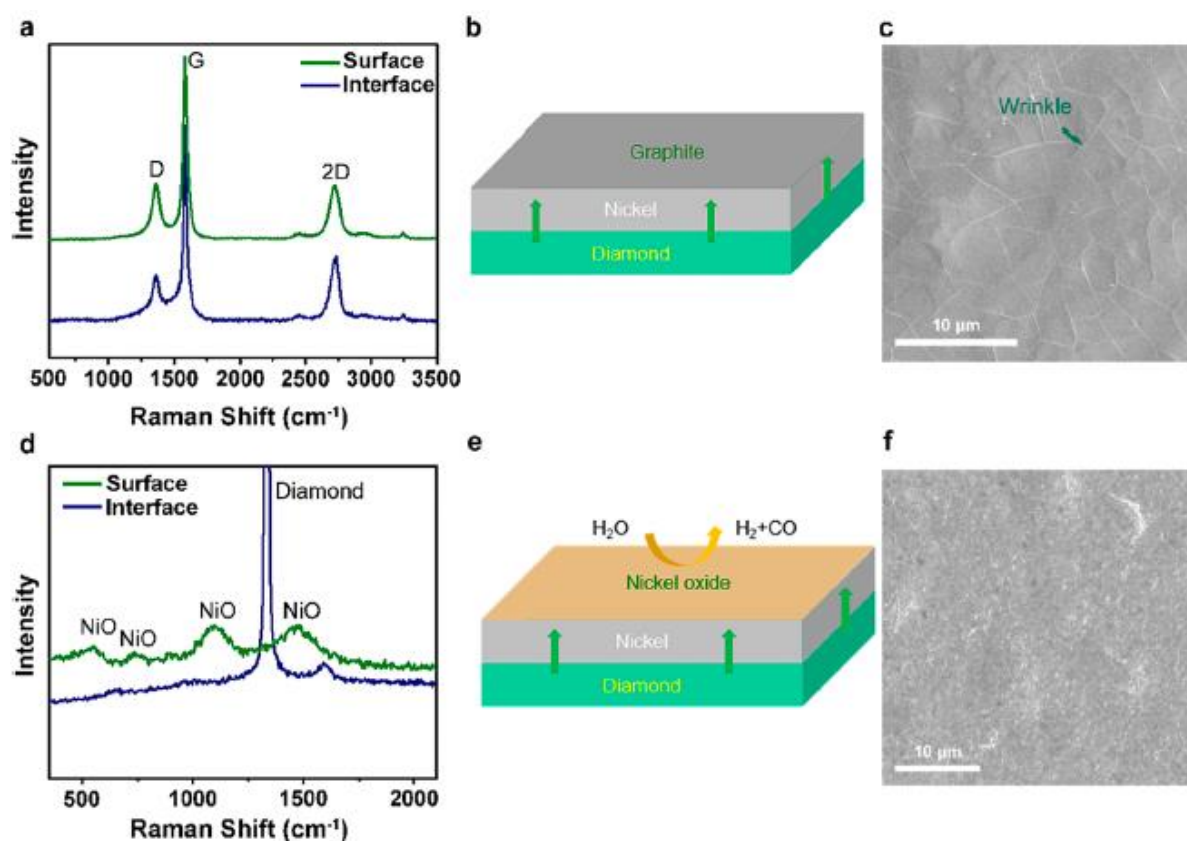 a
Surface
Interface
G
D
2D
Intensity
500 1000 1500 2000 2500 3000 3500
Raman Shift (cm⁻¹)
b
Graphite
Nickel
Diamond
c
Wrinkle
10 µm
d
Surface
Interface
Diamond
NiO
NiO
NiO
NiO
Intensity
500 1000 1500 2000
Raman Shift (cm⁻¹)
e
H₂O H₂+CO
Nickel oxide
Nickel
Diamond
f
10 µm